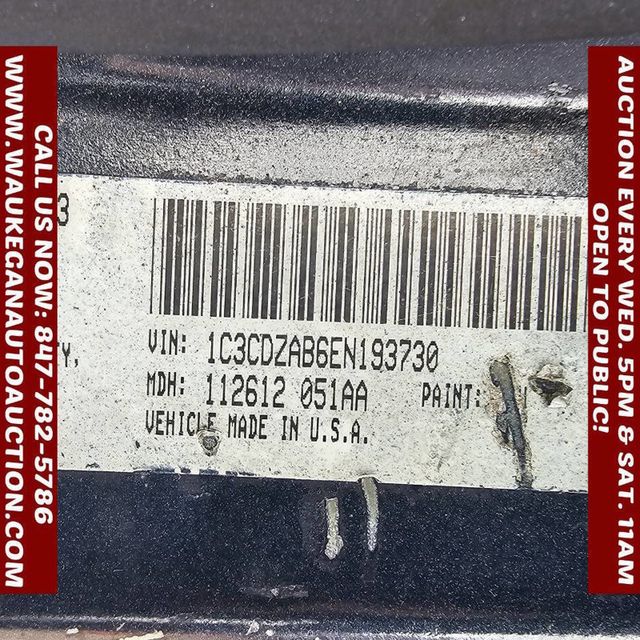 WWW.WAUKEGANAUTOAUCTION.COM
CALL US NOW: 847-782-5786
3
Y,
VIN: 1C3CDZAB6EN193730
MDH: 112612 051AA
PAINT:
VEHICLE MADE IN U.S.A.
AUCTION EVERY WED. 5PM & SAT. 11AM
OPEN TO PUBLIC!